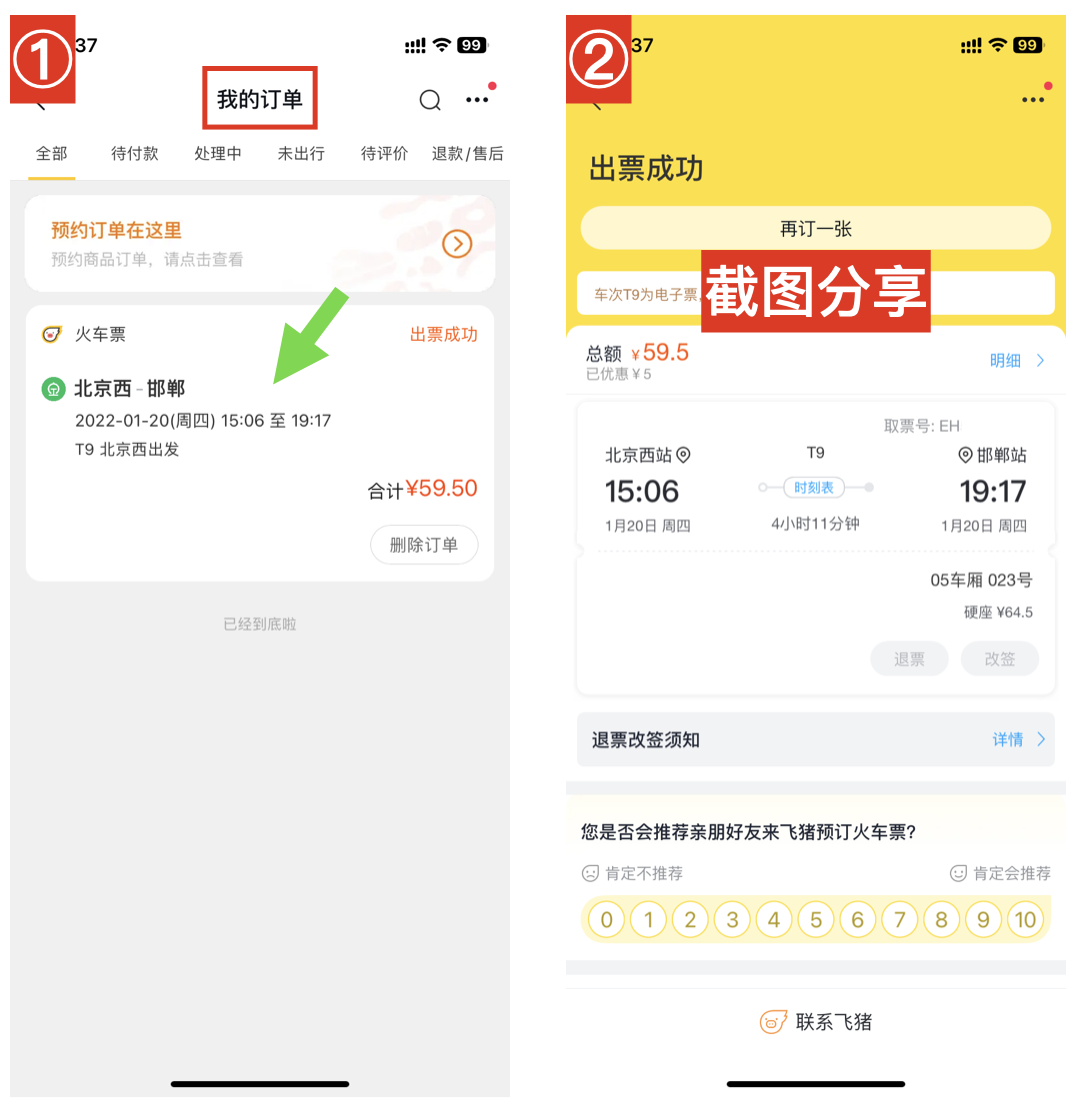 ①
37
99
我的订单
全部 待付款 处理中 未出行 待评价 退款/售后
预约订单在这里
预约商品订单，请点击查看
火车票 出票成功
北京西-邯郸
2022-01-20(周四) 15:06 至 19:17
T9 北京西出发
合计¥59.50
删除订单
已经到底啦
②
37
99
出票成功
再订一张
车次T9为电子票,
截图分享
总额 ¥59.5
已优惠¥5
明细
取票号: EH
北京西站 T9 邯郸站
15:06 时刻表 19:17
1月20日 周四 4小时11分钟 1月20日 周四
05车厢 023号
硬座 ¥64.5
退票 改签
退票改签须知 详情
您是否会推荐亲朋好友来飞猪预订火车票?
肯定不推荐 肯定会推荐
0 1 2 3 4 5 6 7 8 9 10
联系飞猪